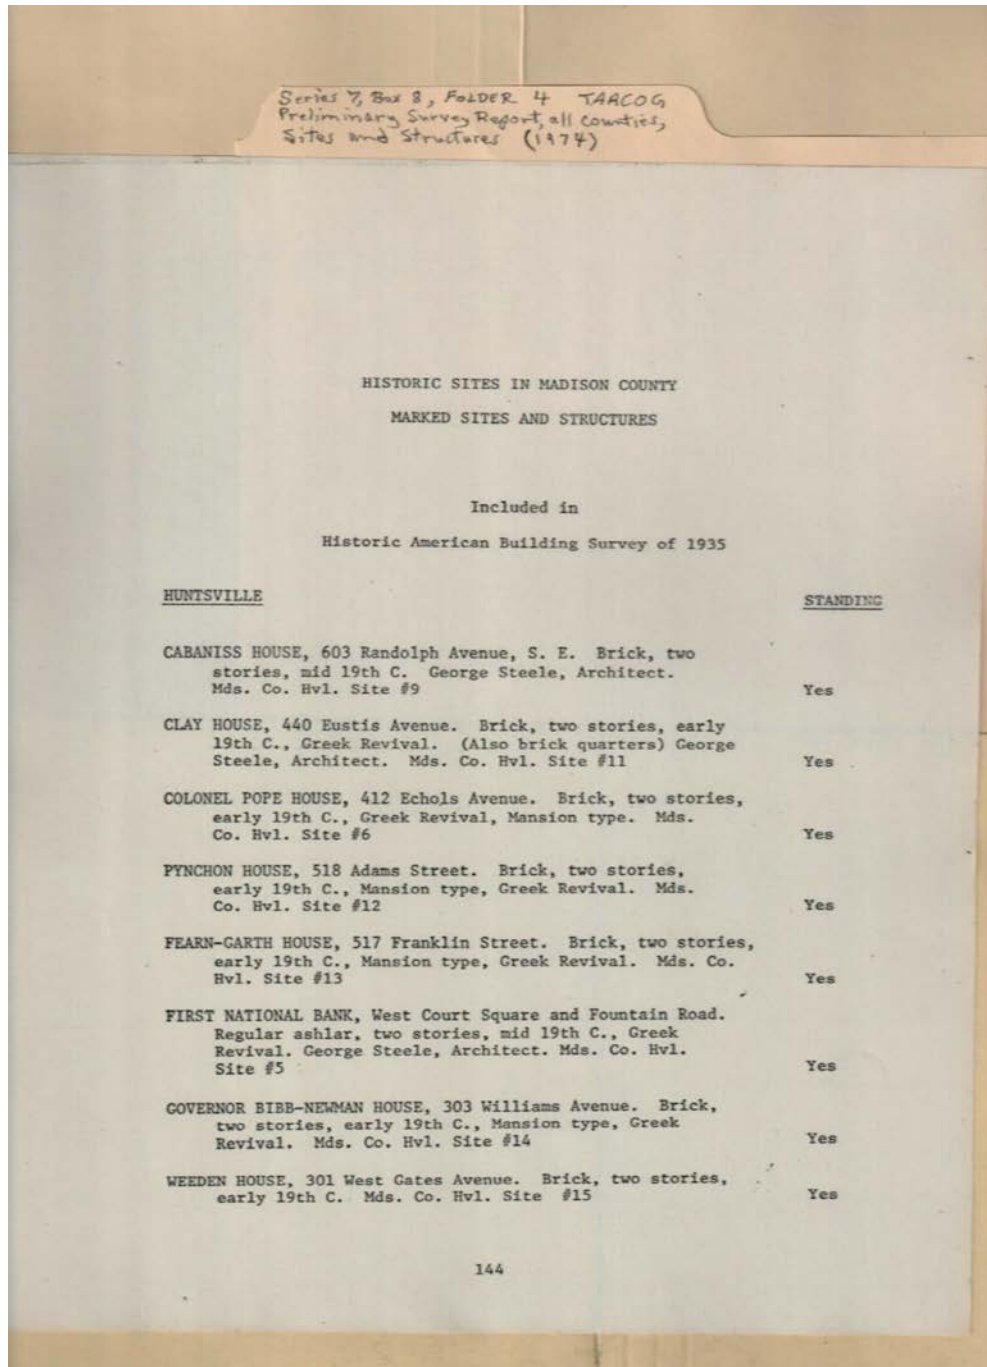 Series 7, Box 8, FOLDER 4 TARCOG
Preliminary Survey Report, all counties,
Sites and Structures (1974)
HISTORIC SITES IN MADISON COUNTY
MARKED SITES AND STRUCTURES
Included in
Historic American Building Survey of 1935
HUNTSVILLE
STANDING
CABANISS HOUSE, 603 Randolph Avenue, S. E. Brick, two
stories, mid 19th C. George Steele, Architect.
Mds. Co. Hvl. Site #9 Yes
CLAY HOUSE, 440 Eustis Avenue. Brick, two stories, early
19th C., Greek Revival. (Also brick quarters) George
Steele, Architect. Mds. Co. Hvl. Site #11 Yes
COLONEL POPE HOUSE, 412 Echols Avenue. Brick, two stories,
early 19th C., Greek Revival, Mansion type. Mds.
Co. Hvl. Site #6 Yes
PYNCHON HOUSE, 518 Adams Street. Brick, two stories,
early 19th C., Mansion type, Greek Revival. Mds.
Co. Hvl. Site #12 Yes
FEARN-GARTH HOUSE, 517 Franklin Street. Brick, two stories,
early 19th C., Mansion type, Greek Revival. Mds. Co.
Hvl. Site #13 Yes
FIRST NATIONAL BANK, West Court Square and Fountain Road.
Regular ashlar, two stories, mid 19th C., Greek
Revival. George Steele, Architect. Mds. Co. Hvl.
Site #5 Yes
GOVERNOR BIBB-NEWMAN HOUSE, 303 Williams Avenue. Brick,
two stories, early 19th C., Mansion type, Greek
Revival. Mds. Co. Hvl. Site #14 Yes
WEEDEN HOUSE, 301 West Gates Avenue. Brick, two stories,
early 19th C. Mds. Co. Hvl. Site #15 Yes
144